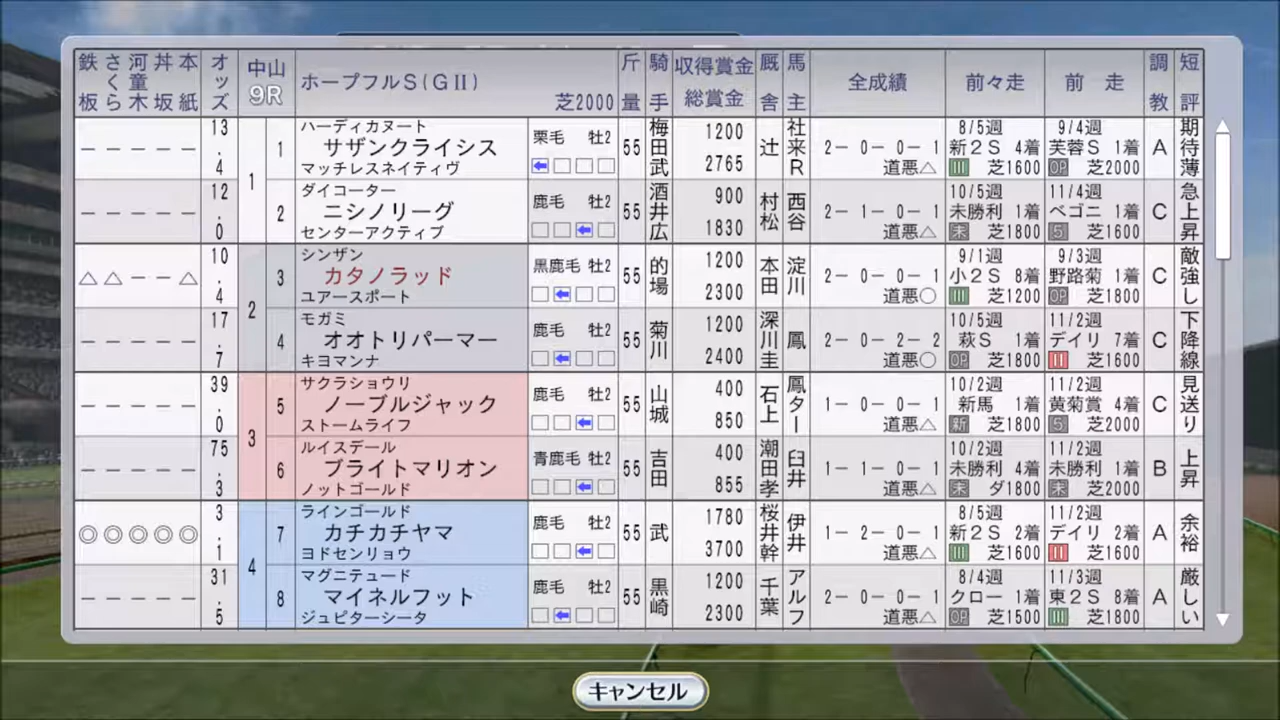 鉄板 さくら 河童木 丼坂 本紙 オッズ 中山 9R ホープフルS(GⅡ) 芝2000 斤量 騎手 収得賞金 総賞金 厩舎 馬主 全成績 前々走 前 走 調教 短評
－ － － － － 13.4 1 1 ハーディカヌート サザンクライシス マッチレスネイティヴ 栗毛 牡2 55 梅田武 1200 2765 辻 社来R 2－ 0－ 0－ 1 道悪△ 8/5週 新2S 4着 Ⅲ 芝1600 9/4週 芙蓉S 1着 OP 芝2000 A 期待薄
－ － － － － 12.0 2 ダイコーター ニシノリーグ センターアクティブ 鹿毛 牡2 55 酒井広 900 1830 村松 西谷 2－ 1－ 0－ 1 道悪△ 10/5週 未勝利 1着 未 芝1800 11/4週 ベゴニ 1着 5 芝1600 C 急上昇
△ △ － － △ 10.4 2 3 シンザン カタノラッド ユアースポート 黒鹿毛 牡2 55 的場 1200 2300 本田 淀川 2－ 0－ 0－ 1 道悪○ 9/1週 小2S 8着 Ⅲ 芝1200 9/3週 野路菊 1着 OP 芝1800 C 敵強し
－ － － － － 17.7 4 モガミ オオトリパーマー キヨマンナ 鹿毛 牡2 55 菊川 1200 2400 深川圭 鳳 2－ 0－ 2－ 2 道悪○ 10/5週 萩S 1着 OP 芝1800 11/2週 デイリ 7着 Ⅱ 芝1600 C 下降線
－ － － － － 39.0 3 5 サクラショウリ ノーブルジャック ストームライフ 鹿毛 牡2 55 山城 400 850 石上 鳳ター 1－ 0－ 0－ 1 道悪△ 10/2週 新馬 1着 新 芝1800 11/2週 黄菊賞 4着 5 芝2000 C 見送り
－ － － － － 75.3 6 ルイスデール ブライトマリオン ノットゴールド 青鹿毛 牡2 55 吉田 400 855 潮田孝 臼井 1－ 1－ 0－ 1 道悪△ 10/2週 未勝利 4着 未 ダ1800 11/2週 未勝利 1着 未 芝2000 B 上昇
◎ ◎ ◎ ◎ ◎ 3.1 4 7 ラインゴールド カチカチヤマ ヨドセンリョウ 鹿毛 牡2 55 武 1780 3700 桜井幹 伊井 1－ 2－ 0－ 1 道悪△ 8/5週 新2S 2着 Ⅲ 芝1600 11/2週 デイリ 2着 Ⅱ 芝1600 A 余裕
－ － － － － 31.5 8 マグニテュード マイネルフット ジュピターシータ 鹿毛 牡2 55 黒崎 1200 2300 千葉 アルフ 2－ 0－ 0－ 1 道悪△ 8/4週 クロー 1着 OP 芝1500 11/3週 東2S 8着 Ⅲ 芝1800 A 厳しい
キャンセル